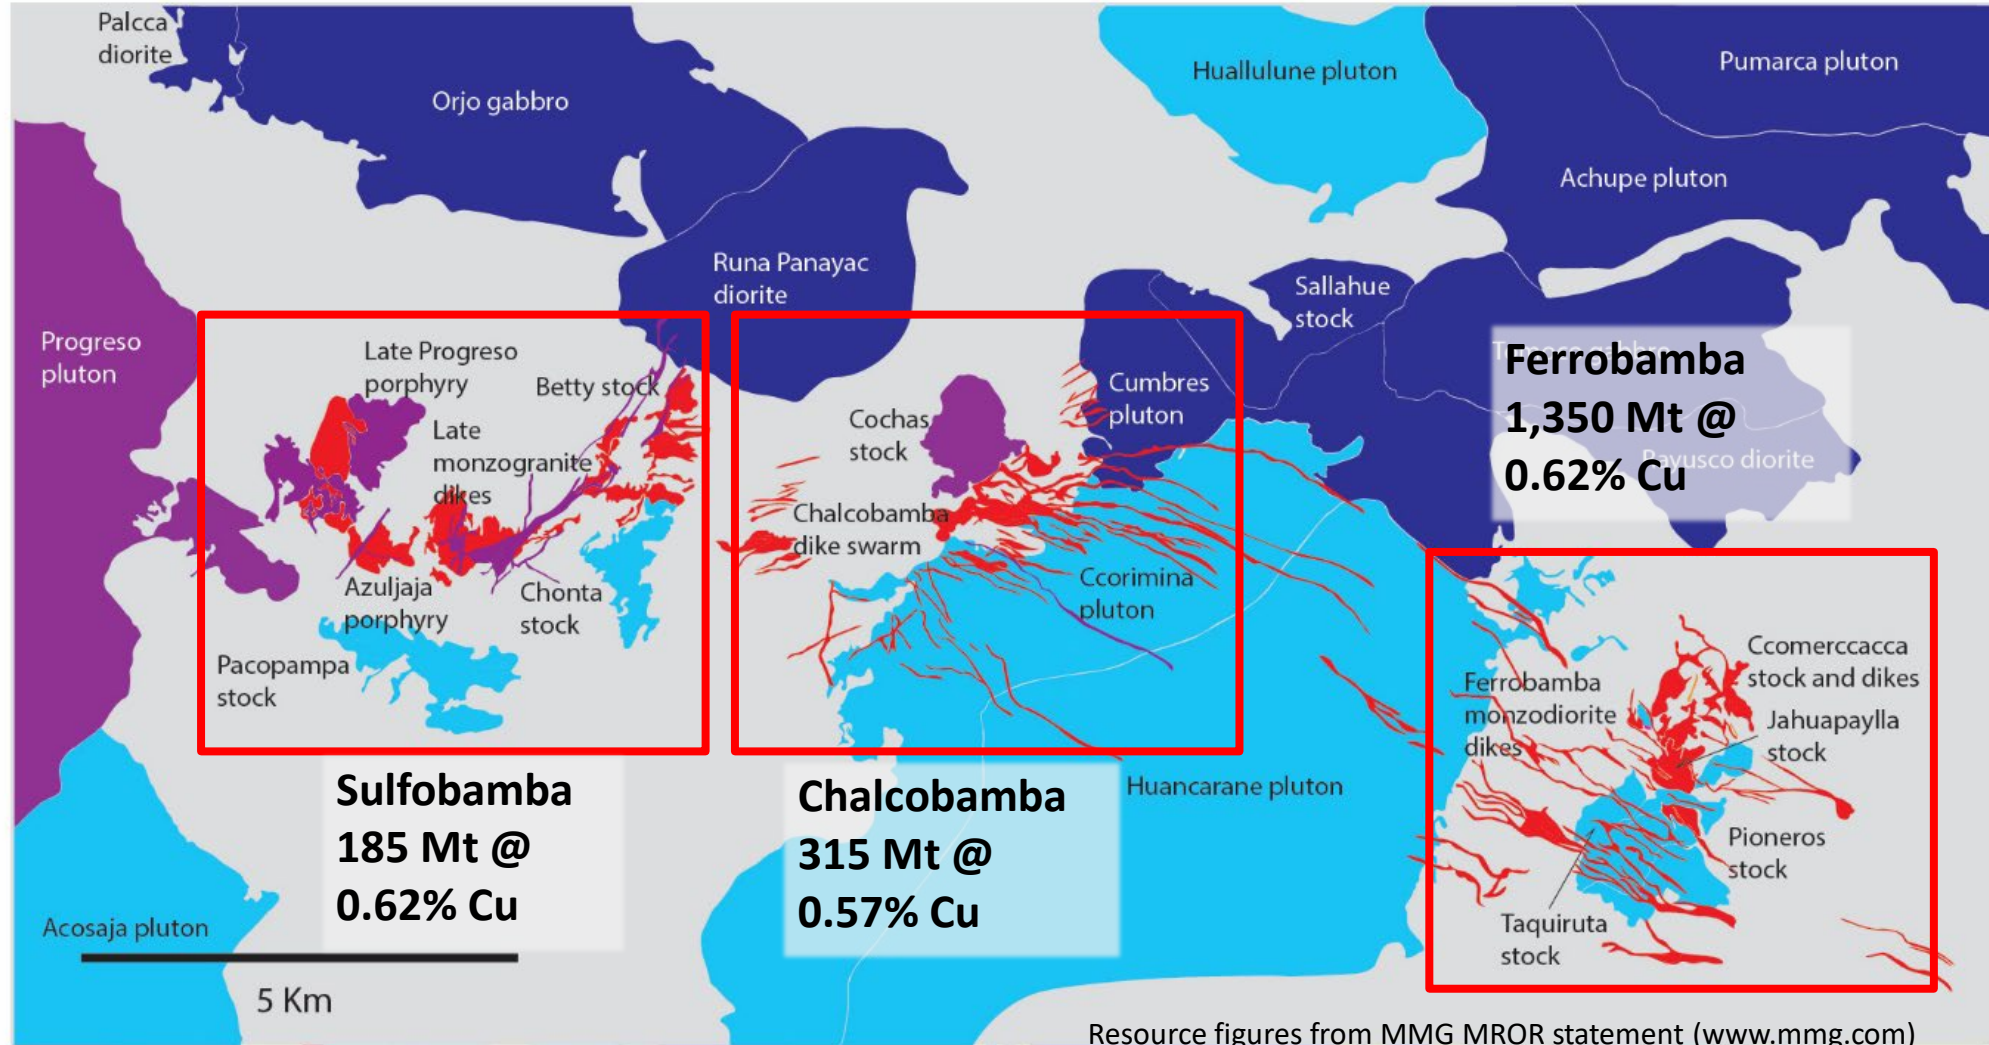 Palcca
diorite
Orjo gabbro
Huallulune pluton
Pumarca pluton
Achupe pluton
Runa Panayac
diorite
Sallahue
stock
Progreso
pluton
Late Progreso
porphyry
Betty stock
Late
monzogranite
dikes
Azuljaja
porphyry
Chonta
stock
Pacopampa
stock
Cochas
stock
Cumbres
pluton
Chalcobamba
dike swarm
Ccorimina
pluton
Ferrobamba
1,350 Mt @
0.62% Cu
gabbro
Payusco diorite
Ccomerccacca
stock and dikes
Ferrobamba
monzodiorite
dikes
Jahuapaylla
stock
Pioneros
stock
Taquiruta
stock
Sulfobamba
185 Mt @
0.62% Cu
Chalcobamba
315 Mt @
0.57% Cu
Huancarane pluton
Acosaja pluton
5 Km
Resource figures from MMG MROR statement (www.mmg.com)